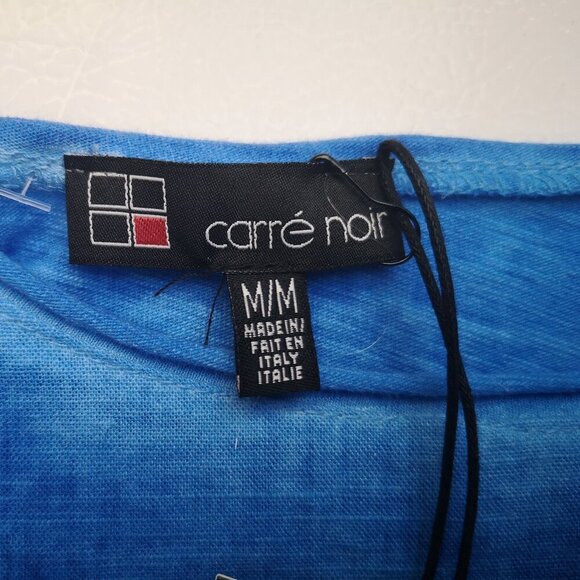 carré noir
M/M
MADE IN/
FAIT EN
ITALY
ITALIE